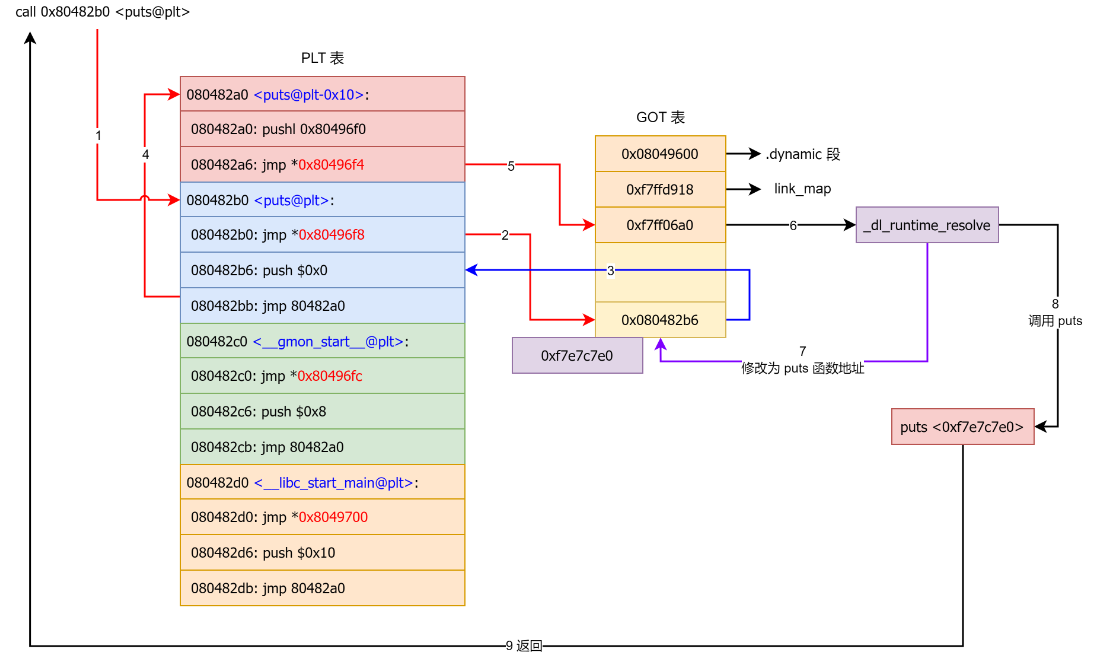 call 0x80482b0 <puts@plt>
PLT 表
080482a0 <puts@plt-0x10>:
080482a0: pushl 0x80496f0
080482a6: jmp *0x80496f4
080482b0 <puts@plt>:
080482b0: jmp *0x80496f8
080482b6: push $0x0
080482bb: jmp 80482a0
080482c0 <__gmon_start__@plt>:
080482c0: jmp *0x80496fc
080482c6: push $0x8
080482cb: jmp 80482a0
080482d0 <__libc_start_main@plt>:
080482d0: jmp *0x8049700
080482d6: push $0x10
080482db: jmp 80482a0
1
4
5
2
3
GOT 表
0x08049600
0xf7ffd918
0xf7ff06a0
0x080482b6
0xf7e7c7e0
.dynamic 段
link_map
6
_dl_runtime_resolve
7
修改为 puts 函数地址
8
调用 puts
puts <0xf7e7c7e0>
9 返回